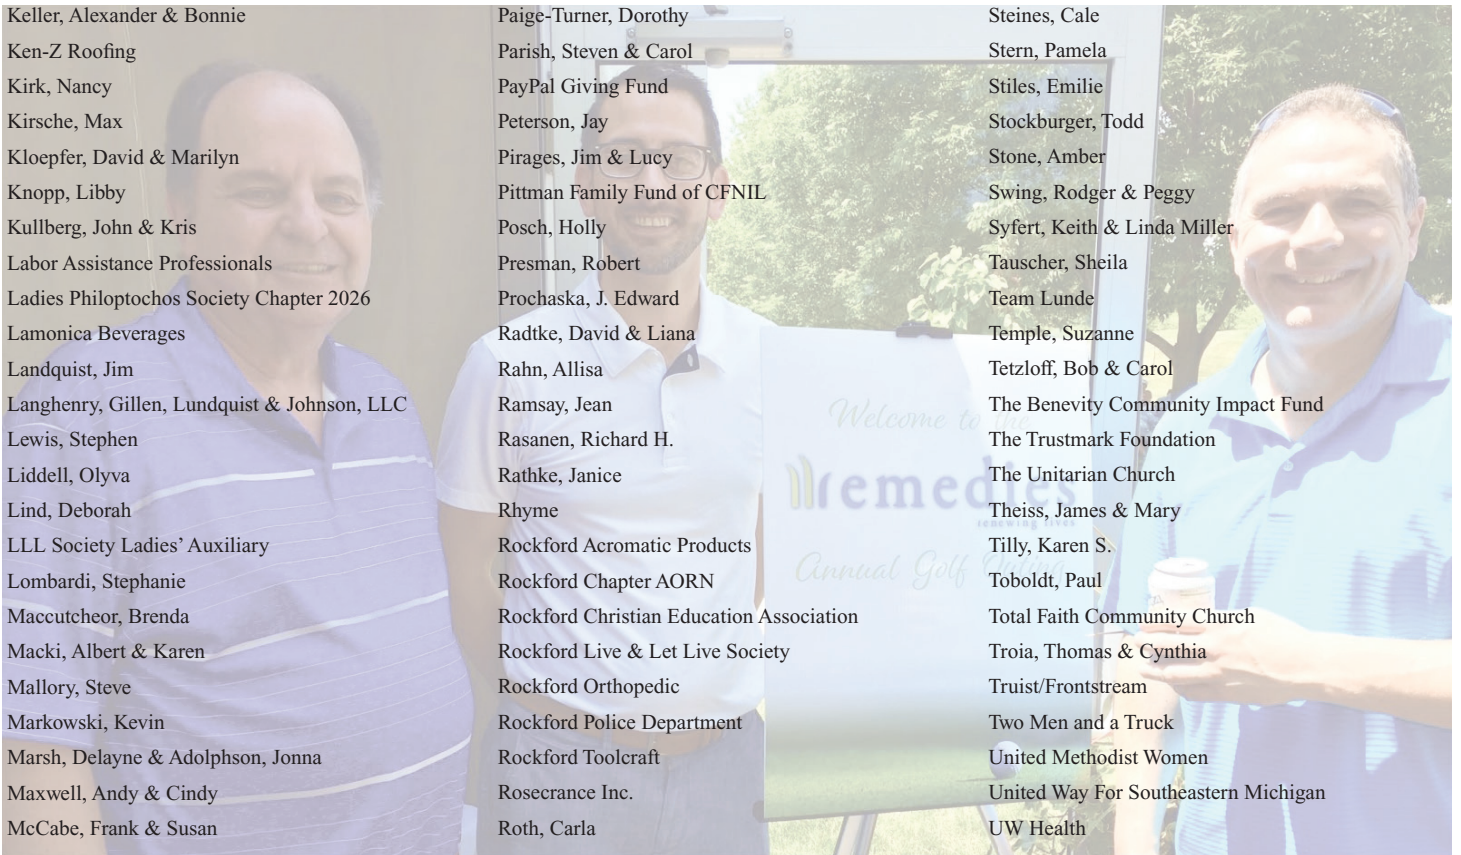 Keller, Alexander & Bonnie
Ken-Z Roofing
Kirk, Nancy
Kirsche, Max
Kloepfer, David & Marilyn
Knopp, Libby
Kullberg, John & Kris
Labor Assistance Professionals
Ladies Philoptochos Society Chapter 2026
Lamonica Beverages
Landquist, Jim
Langhenry, Gillen, Lundquist & Johnson, LLC
Lewis, Stephen
Liddell, Olyva
Lind, Deborah
LLL Society Ladies’ Auxiliary
Lombardi, Stephanie
Maccutcheor, Brenda
Macki, Albert & Karen
Mallory, Steve
Markowski, Kevin
Marsh, Delayne & Adolphson, Jonna
Maxwell, Andy & Cindy
McCabe, Frank & Susan
Paige-Turner, Dorothy
Parish, Steven & Carol
PayPal Giving Fund
Peterson, Jay
Pirages, Jim & Lucy
Pittman Family Fund of CFNIL
Posch, Holly
Presman, Robert
Prochaska, J. Edward
Radtke, David & Liana
Rahn, Allisa
Ramsay, Jean
Rasanen, Richard H.
Rathke, Janice
Rhyme
Rockford Acromatic Products
Rockford Chapter AORN
Rockford Christian Education Association
Rockford Live & Let Live Society
Rockford Orthopedic
Rockford Police Department
Rockford Toolcraft
Rosecrance Inc.
Roth, Carla
Steines, Cale
Stern, Pamela
Stiles, Emilie
Stockburger, Todd
Stone, Amber
Swing, Rodger & Peggy
Syfert, Keith & Linda Miller
Tauscher, Sheila
Team Lunde
Temple, Suzanne
Tetzloff, Bob & Carol
The Benevity Community Impact Fund
The Trustmark Foundation
The Unitarian Church
Theiss, James & Mary
Tilly, Karen S.
Toboldt, Paul
Total Faith Community Church
Troia, Thomas & Cynthia
Truist/Frontstream
Two Men and a Truck
United Methodist Women
United Way For Southeastern Michigan
UW Health
Welcome to the
remedies
renewing lives
Annual Golf Outing